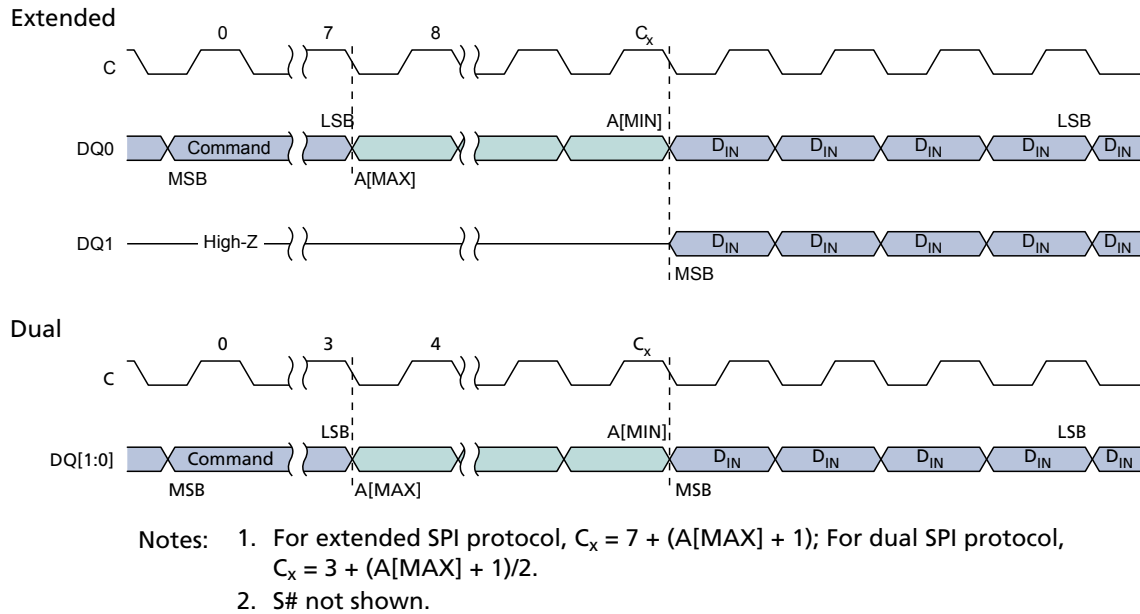 Extended
0 7 8 Cx
C
LSB A[MIN] LSB
DQ0 Command DIN DIN DIN DIN DIN
MSB A[MAX]
DQ1 High-Z DIN DIN DIN DIN DIN
MSB
Dual
0 3 4 Cx
C
LSB A[MIN] LSB
DQ[1:0] Command DIN DIN DIN DIN DIN
MSB A[MAX] MSB
Notes: 1. For extended SPI protocol, Cx = 7 + (A[MAX] + 1); For dual SPI protocol,
Cx = 3 + (A[MAX] + 1)/2.
2. S# not shown.